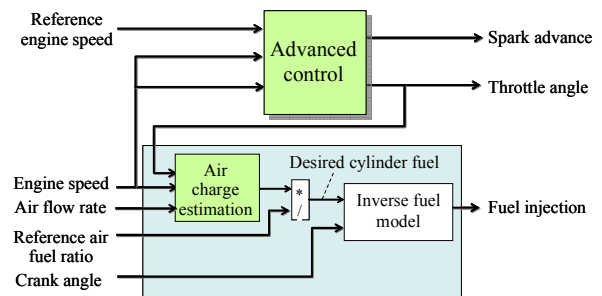 Reference
engine speed
Advanced
control
Spark advance
Throttle angle
Engine speed
Air flow rate
Reference air
fuel ratio
Crank angle
Air
charge
estimation
Desired cylinder fuel
*
/
Inverse fuel
model
Fuel injection